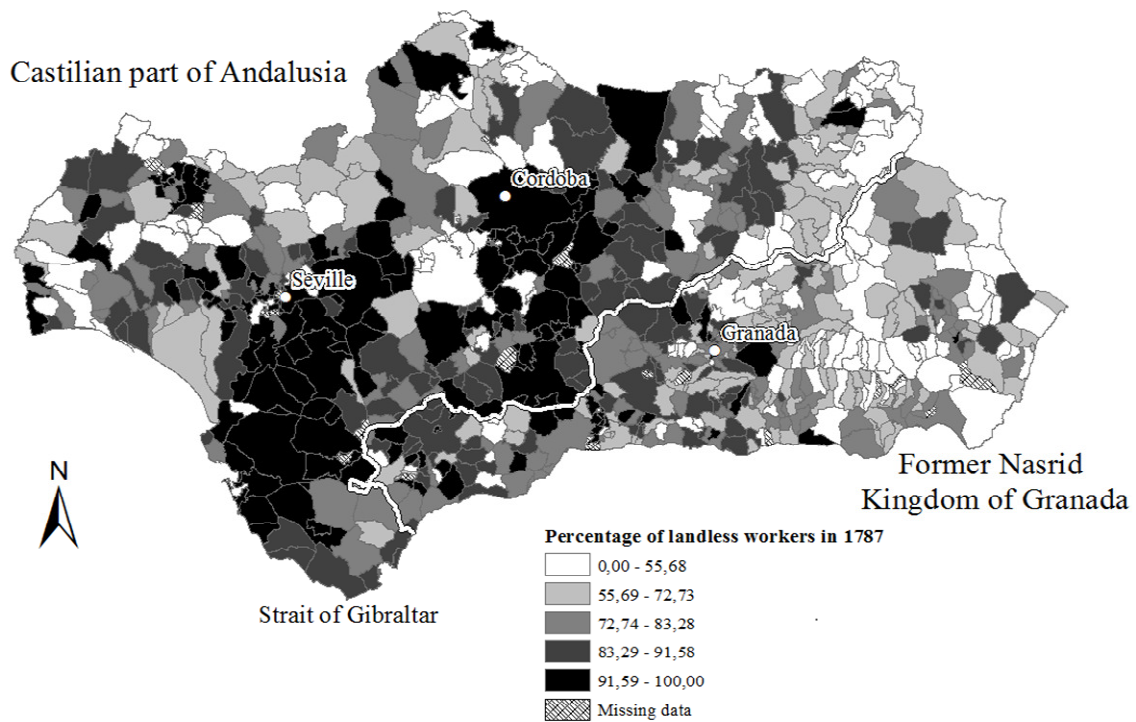 Castilian part of Andalusia
Cordoba
Seville
Granada
N
Former Nasrid
Kingdom of Granada
Strait of Gibraltar
Percentage of landless workers in 1787
0,00 - 55,68
55,69 - 72,73
72,74 - 83,28
83,29 - 91,58
91,59 - 100,00
Missing data